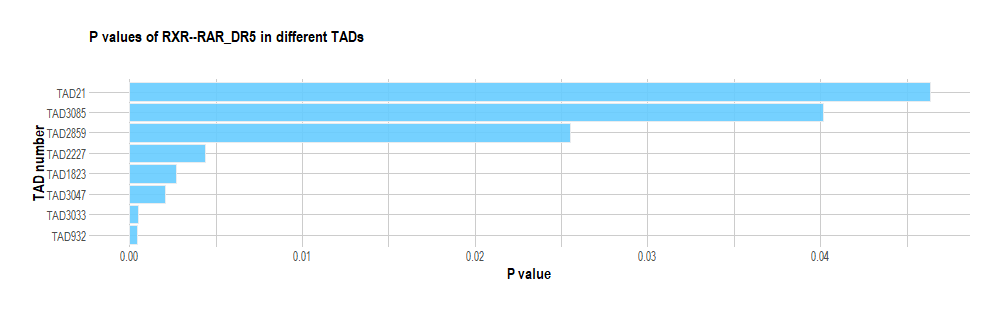 P values of RXR--RAR_DR5 in different TADs
TAD number
TAD21
TAD3085
TAD2859
TAD2227
TAD1823
TAD3047
TAD3033
TAD932
0.00 0.01 0.02 0.03 0.04
P value